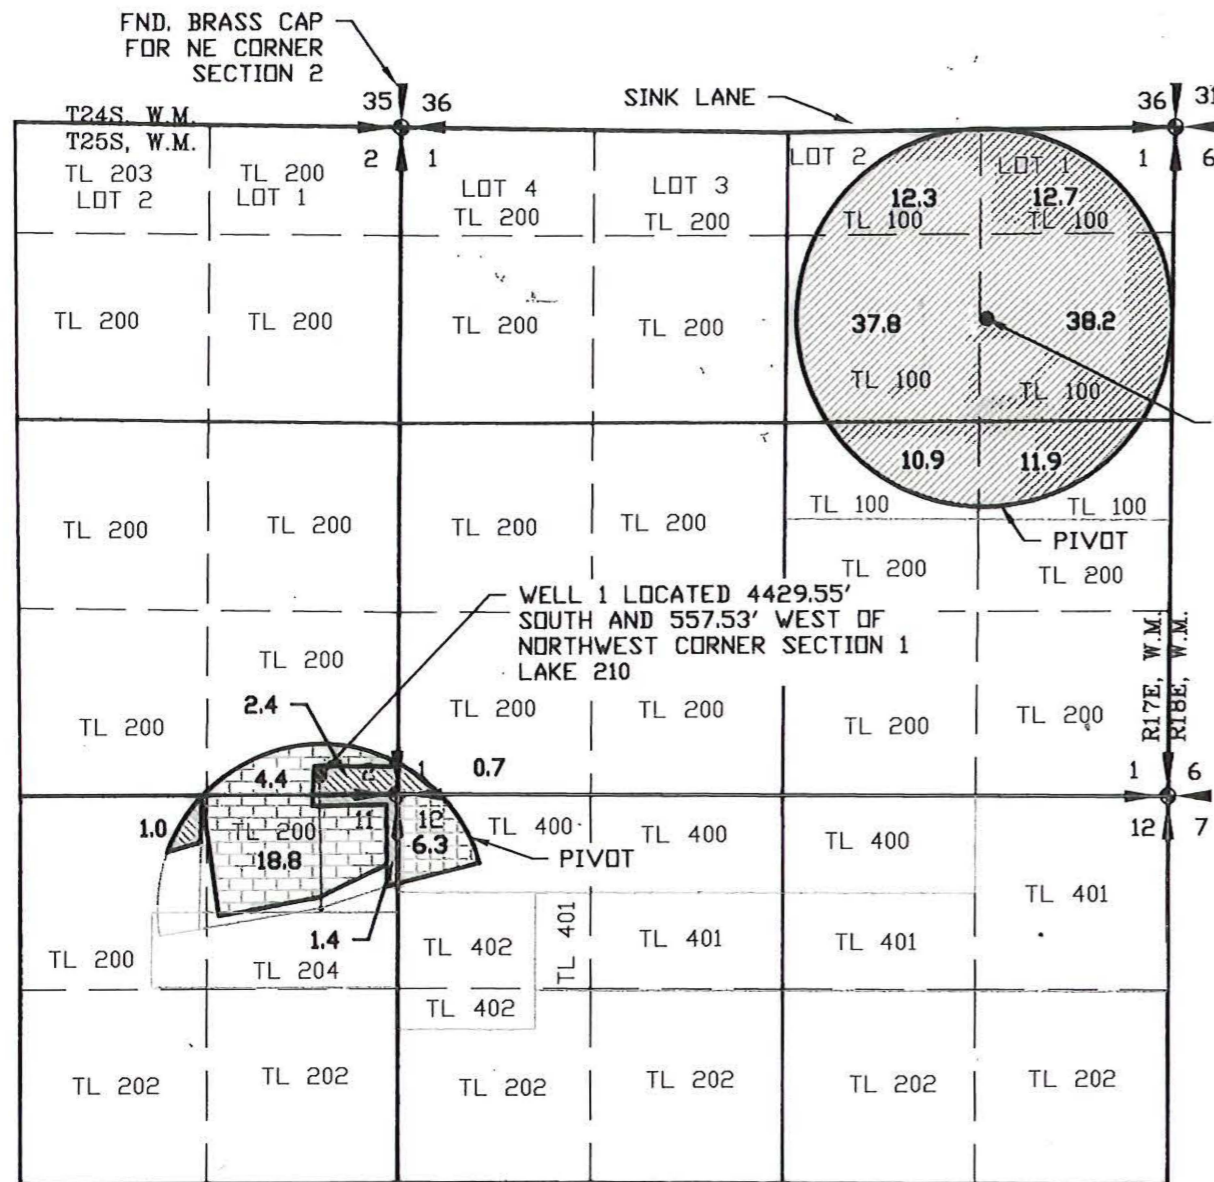 FND. BRASS CAP
FOR NE CORNER
SECTION 2
35 36
SINK LANE
36 31
T24S, W.M.
T25S, W.M.
2 1
1 6
TL 203
LOT 2
TL 200
LOT 1
LOT 4
TL 200
LOT 3
TL 200
LOT 2
12.3
TL 100
LOT 1
12.7
TL 100
TL 200
TL 200
TL 200
TL 200
37.8
38.2
TL 100
TL 100
10.9
11.9
TL 100
TL 100
PIVOT
TL 200
TL 200
TL 200
TL 200
TL 200
TL 200
WELL 1 LOCATED 4429.55'
SOUTH AND 557.53' WEST OF
NORTHWEST CORNER SECTION 1
LAKE 210
TL 200
2.4
TL 200
TL 200
TL 200
TL 200
TL 200
R17E, W.M.
R18E, W.M.
4.4
2 1
0.7
1 6
1.0
TL 200
18.8
11 12
6.3
TL 400
TL 400
TL 400
12 7
PIVOT
TL 401
1.4
TL 200
TL 204
TL 402
TL 401
TL 401
TL 401
TL 402
TL 202
TL 202
TL 202
TL 202
TL 202
TL 202